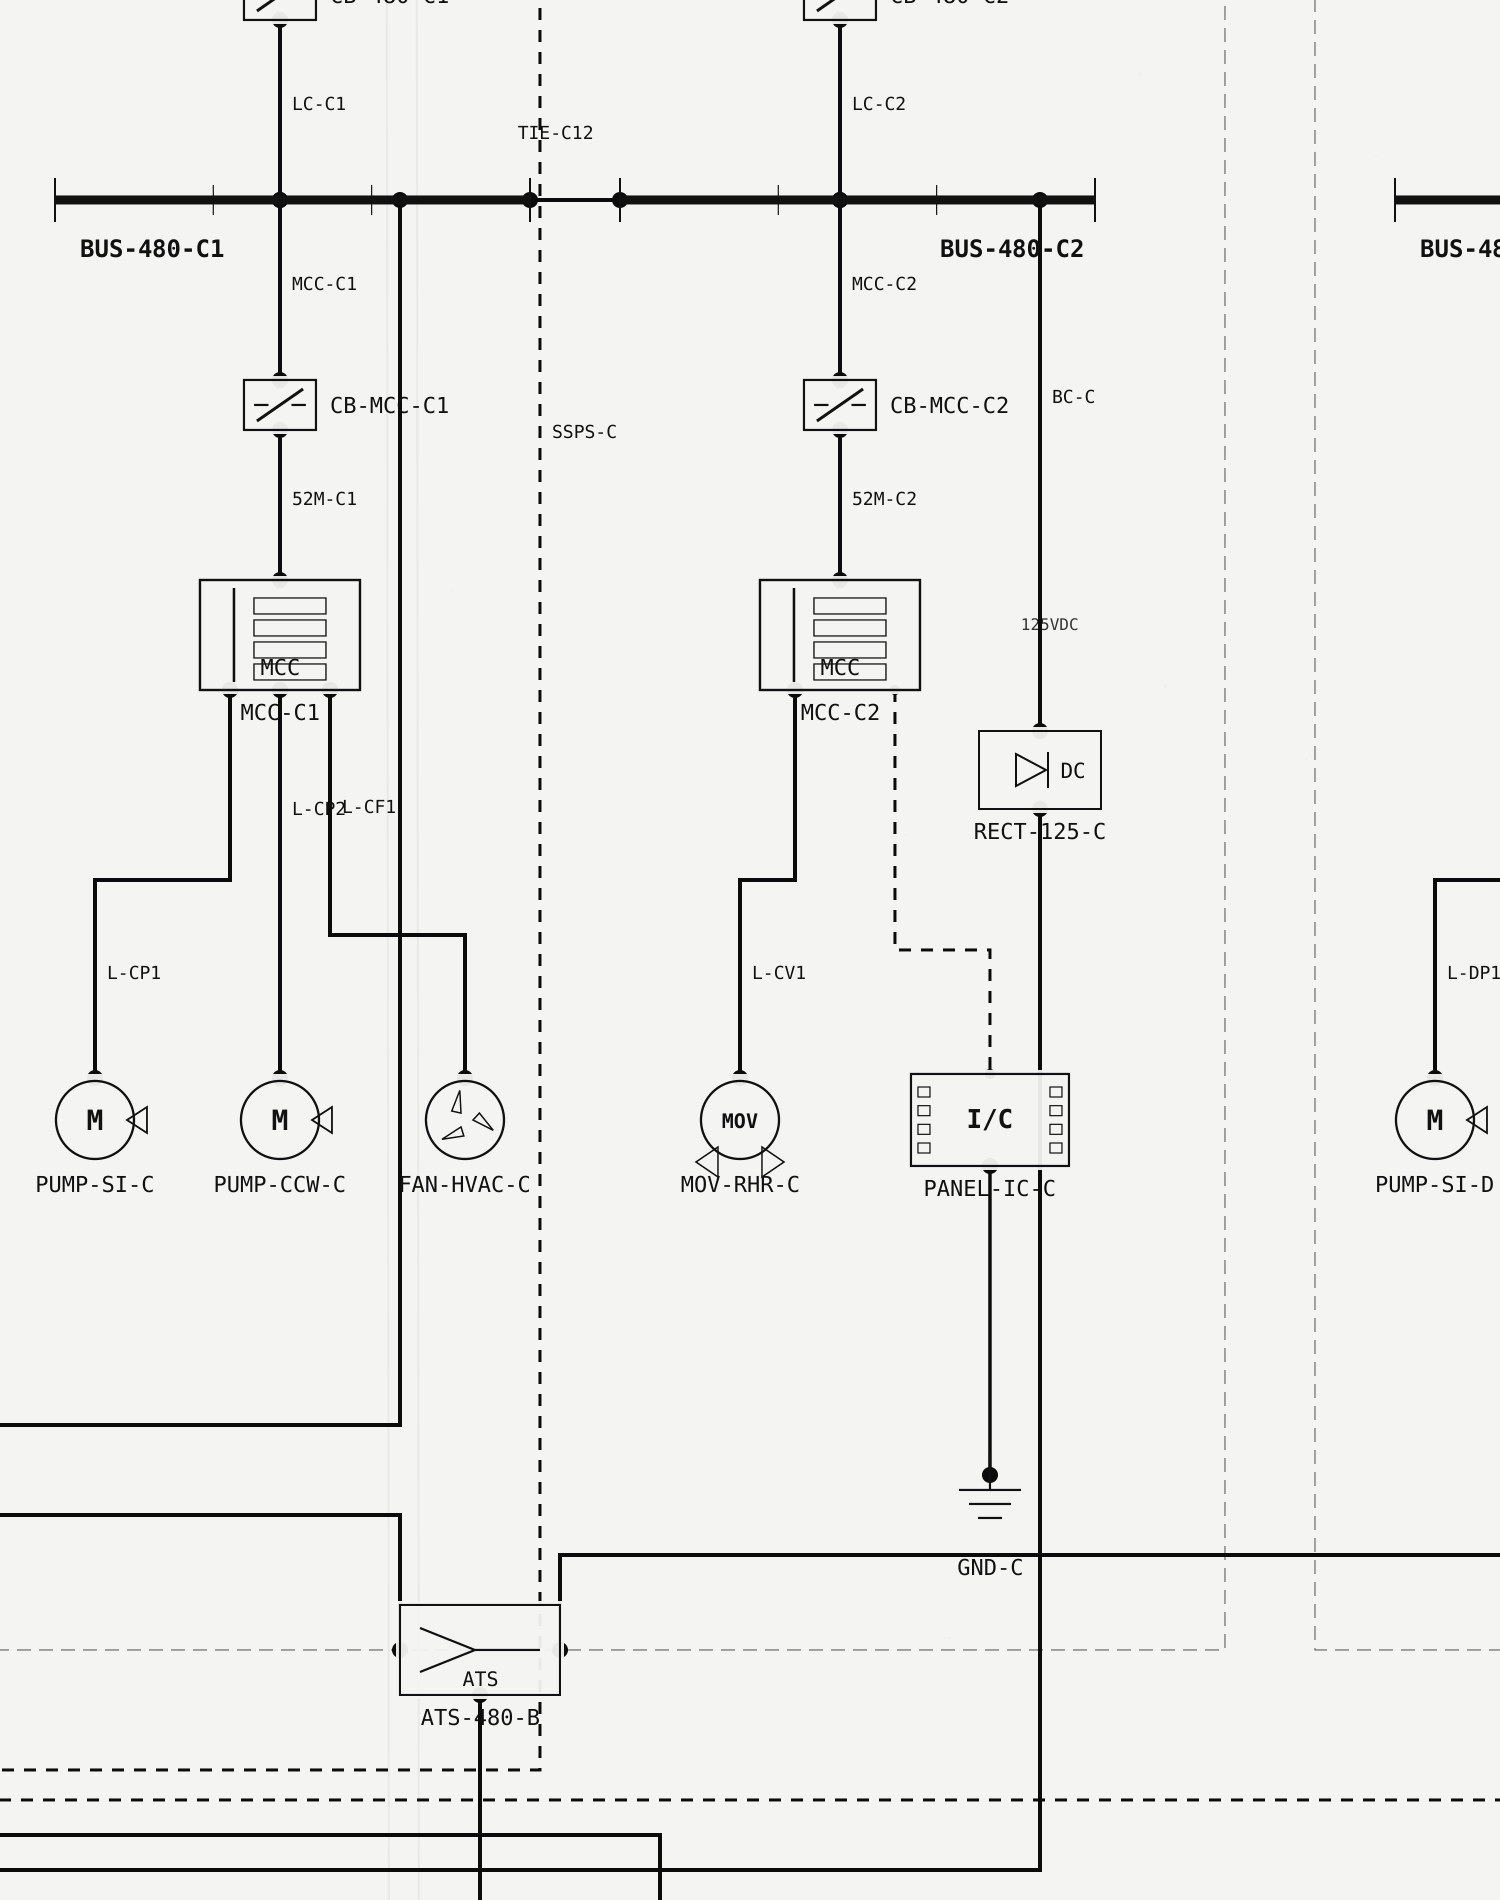 LC-C1
LC-C2
TIE-C12
BUS-480-C1
BUS-480-C2
MCC-C1
MCC-C2
CB-MCC-C1
CB-MCC-C2
BC-C
SSPS-C
52M-C1
52M-C2
125VDC
MCC
MCC
MCC-C1
MCC-C2
DC
L-CP2
L-CF1
RECT-125-C
L-CP1
L-CV1
L-DP1
M
M
MOV
I/C
M
PUMP-SI-C
PUMP-CCW-C
FAN-HVAC-C
MOV-RHR-C
PANEL-IC-C
PUMP-SI-D
GND-C
ATS
ATS-480-B